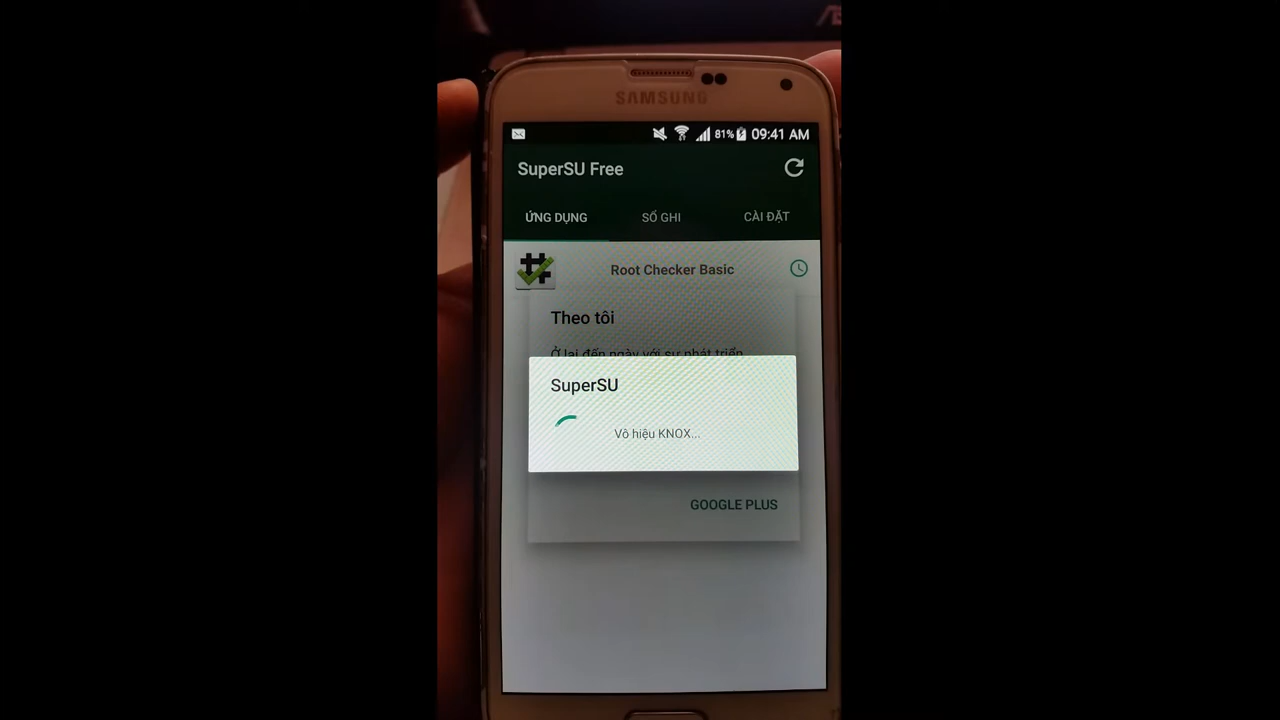 SAMSUNG
81% 09:41 AM
SuperSU Free
ỨNG DỤNG SỔ GHI CÀI ĐẶT
Root Checker Basic
Theo tôi
Ở lại đến ngày với sự phát triển
SuperSU
Vô hiệu KNOX...
GOOGLE PLUS